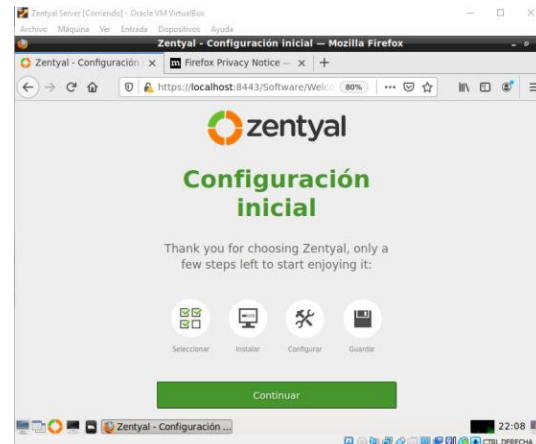 Zentyal Server [Corriendo] - Oracle VM VirtualBox
Archivo Máquina Ver Entrada Dispositivos Ayuda
Zentyal - Configuración inicial — Mozilla Firefox
Zentyal - Configuración
Firefox Privacy Notice —
https://localhost:8443/Software/Welco
80%
zentyal
Configuración
inicial
Thank you for choosing Zentyal, only a
few steps left to start enjoying it:
Seleccionar Instalar Configurar Guardar
Continuar
Zentyal - Configuración ...
22:08
CTRL DERECHA